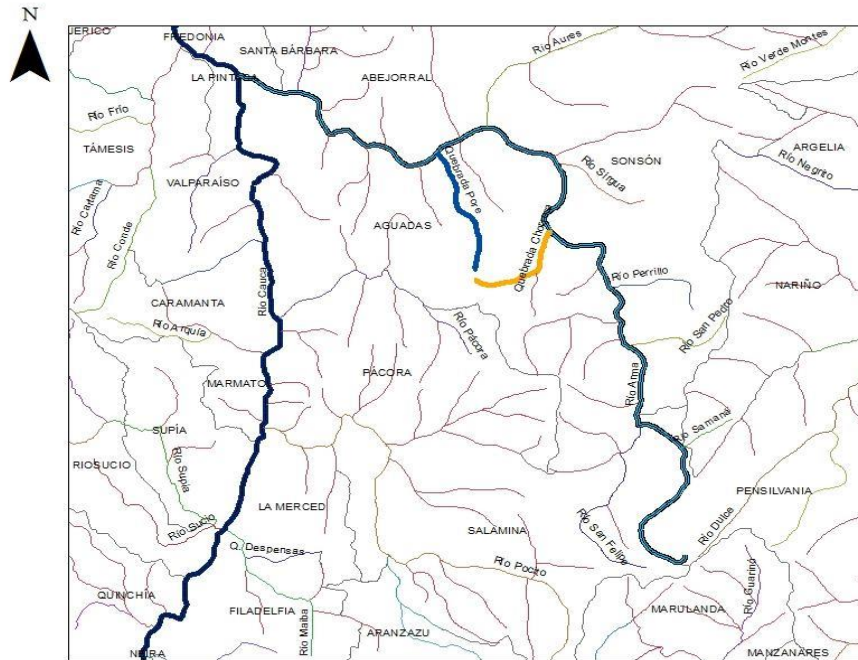 N
JERICO
FREDONIA
SANTA BÁRBARA
Río Aures
Río Verde Montes
LA PINTADA
ABEJORRAL
Río Frío
TÁMESIS
VALPARAÍSO
Quebrada Pore
SONSÓN
Río Sirgua
ARGELIA
Río Negrito
Río Cartama
Río Conde
AGUADAS
Quebrada Chorrera
Río Cauca
Río Perrillo
NARIÑO
CARAMANTA
Río Arquía
Río Pácora
Río San Pedro
MARMATO
PÁCORA
Río Arma
SUPÍA
Río Samaná
RIOSUCIO
Río Supía
PENSILVANIA
LA MERCED
Río Sucio
SALAMINA
Río Dulce
Q. Despensas
Río San Felipe
Río Pocito
QUINCHÍA
FILADELFIA
Río Maiba
MARULANDA
Río Guarinó
ARANZAZU
NEIRA
MANZANARES